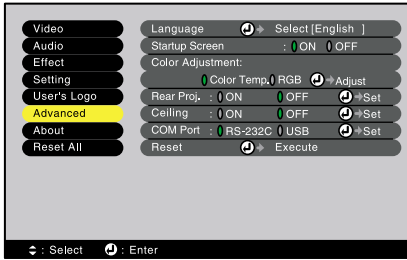 Video
Audio
Effect
Setting
User's Logo
Advanced
About
Reset All
Language Select [English ]
Startup Screen : ON OFF
Color Adjustment:
Color Temp. RGB Adjust
Rear Proj. : ON OFF Set
Ceiling : ON OFF Set
COM Port : RS-232C USB Set
Reset Execute
: Select : Enter